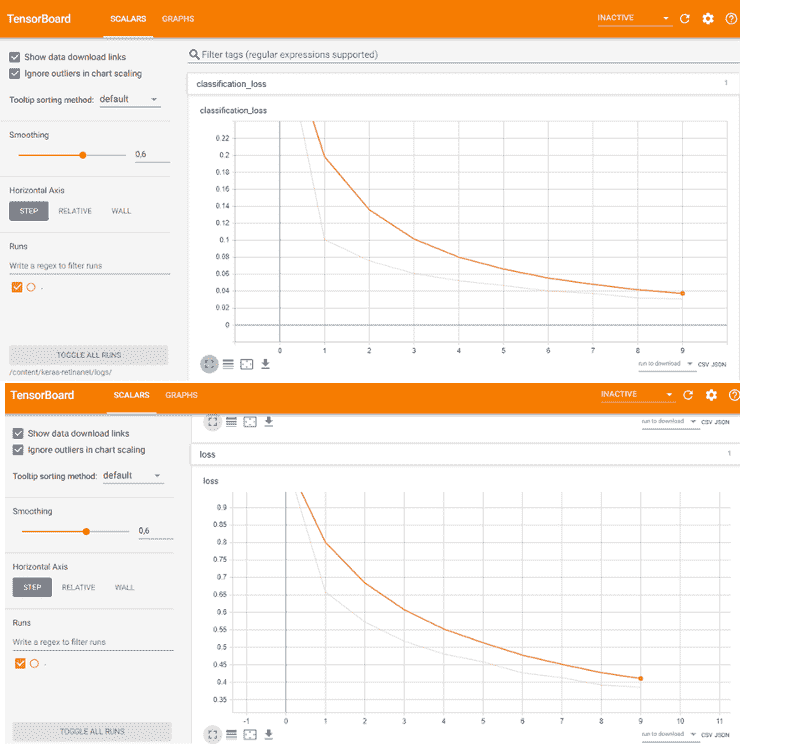 TensorBoard SCALARS GRAPHS INACTIVE
Show data download links
Ignore outliers in chart scaling
Tooltip sorting method: default
Smoothing
0,6
Horizontal Axis
STEP RELATIVE WALL
Runs
Write a regex to filter runs
.
TOGGLE ALL RUNS
/content/keras-retinanet/logs/
Filter tags (regular expressions supported)
classification_loss 1
classification_loss
0.22
0.2
0.18
0.16
0.14
0.12
0.1
0.08
0.06
0.04
0.02
0
0 1 2 3 4 5 6 7 8 9
run to download CSV JSON
TensorBoard SCALARS GRAPHS INACTIVE
Show data download links
Ignore outliers in chart scaling
Tooltip sorting method: default
Smoothing
0,6
Horizontal Axis
STEP RELATIVE WALL
Runs
Write a regex to filter runs
.
TOGGLE ALL RUNS
run to download CSV JSON
loss 1
loss
0.9
0.85
0.8
0.75
0.7
0.65
0.6
0.55
0.5
0.45
0.4
0.35
-1 0 1 2 3 4 5 6 7 8 9 10 11
run to download CSV JSON